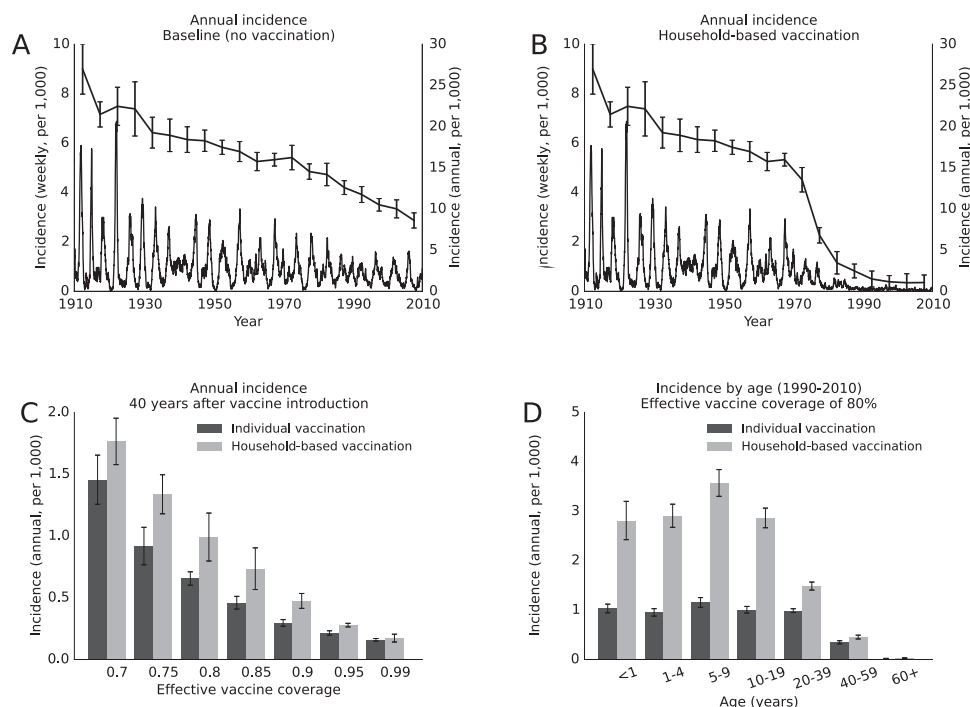 A
Annual incidence
Baseline (no vaccination)
Incidence (weekly, per 1,000)
10
8
6
4
2
0
30
25
20
15
10
5
0
Incidence (annual, per 1,000)
1910
1930
1950
1970
1990
2010
Year
B
Annual incidence
Household-based vaccination
Incidence (weekly, per 1,000)
10
8
6
4
2
0
30
25
20
15
10
5
0
Incidence (annual, per 1,000)
1910
1930
1950
1970
1990
2010
Year
C
Annual incidence
40 years after vaccine introduction
Individual vaccination
Household-based vaccination
Incidence (annual, per 1,000)
2.0
1.5
1.0
0.5
0.0
0.7
0.75
0.8
0.85
0.9
0.95
0.99
Effective vaccine coverage
D
Incidence by age (1990-2010)
Effective vaccine coverage of 80%
Individual vaccination
Household-based vaccination
Incidence (annual, per 1,000)
5
4
3
2
1
0
<1
1-4
5-9
10-19
20-39
40-59
60+
Age (years)